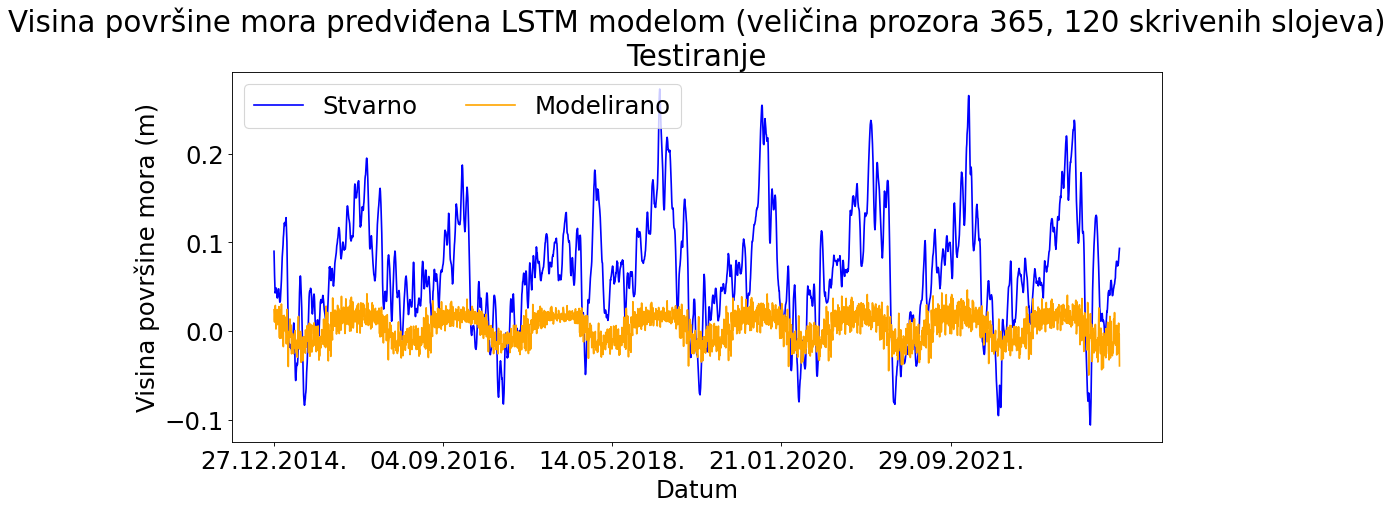 Visina površine mora predviđena LSTM modelom (veličina prozora 365, 120 skrivenih slojeva)
Testiranje
Stvarno
Modelirano
Visina površine mora (m)
0.2
0.1
0.0
−0.1
27.12.2014. 04.09.2016. 14.05.2018. 21.01.2020. 29.09.2021.
Datum